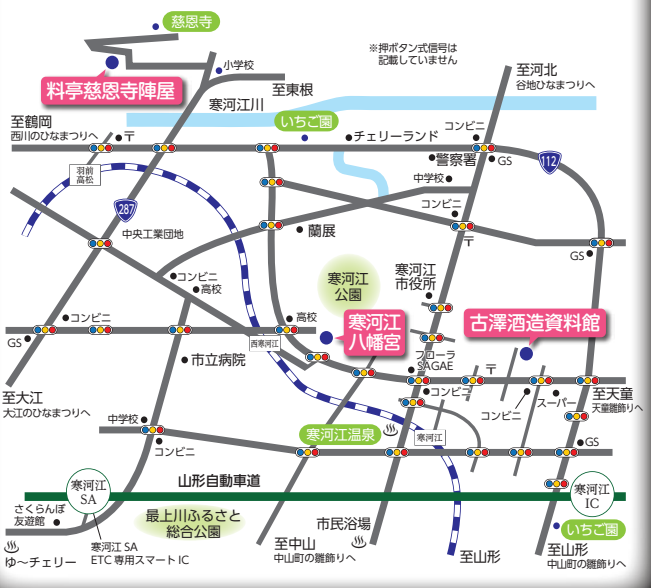 慈恩寺
※押ボタン式信号は
記載していません
小学校
至河北
谷地ひなまつりへ
料亭慈恩寺陣屋
至東根
寒河江川
至鶴岡
西川のひなまつりへ
〒
いちご園
チェリーランド
コンビニ
警察署
GS
112
羽前
高松
中学校
287
コンビニ
〒
中央工業団地
蘭展
GS
寒河江
公園
寒河江
市役所
コンビニ
高校
コンビニ
高校
寒河江
八幡宮
古澤酒造資料館
GS
西寒河江
フローラ
SAGAE
〒
市立病院
至大江
大江のひなまつりへ
コンビニ
コンビニ
スーパー
至天童
天童雛飾りへ
中学校
寒河江温泉
寒河江
コンビニ
GS
山形自動車道
寒河江
SA
寒河江
IC
さくらんぼ
友遊館
最上川ふるさと
総合公園
市民浴場
いちご園
ゆ～チェリー
寒河江 SA
ETC 専用スマート IC
至中山
中山町の雛飾りへ
至山形
至山形
中山町の雛飾りへ